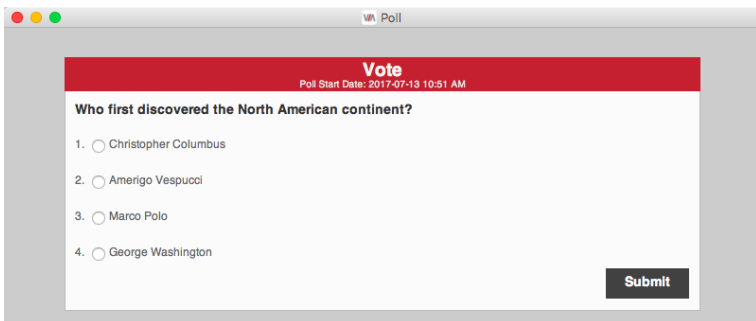 VIA Poll
Vote
Poll Start Date: 2017-07-13 10:51 AM
Who first discovered the North American continent?
1. Christopher Columbus
2. Amerigo Vespucci
3. Marco Polo
4. George Washington
Submit